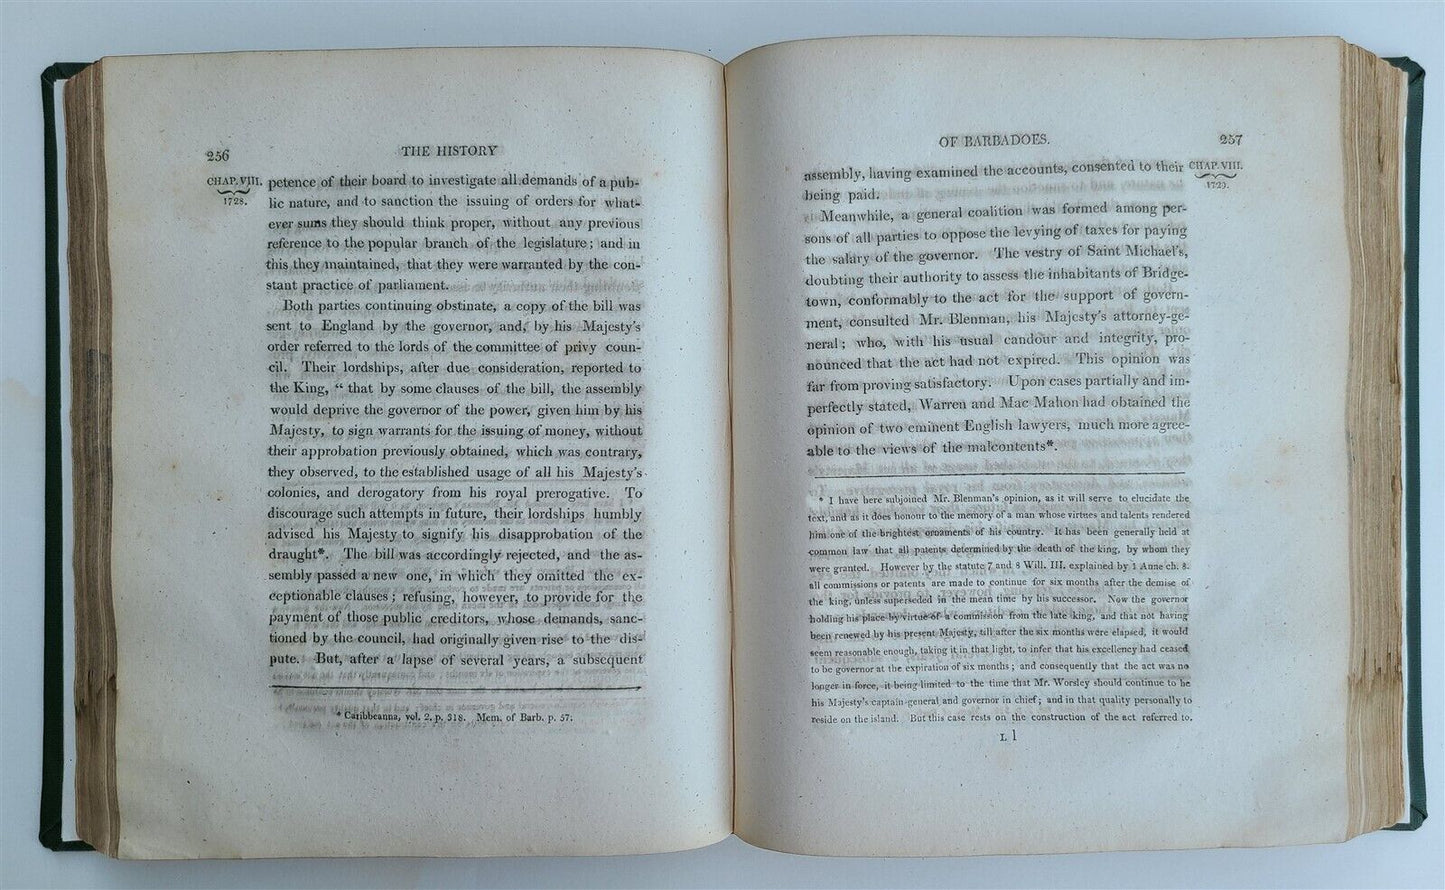 256
THE HISTORY
CHAP. VIII.
1728.
petence of their board to investigate all demands of a pub-
lic nature, and to sanction the issuing of orders for what-
ever sums they should think proper, without any previous
reference to the popular branch of the legislature; and in
this they maintained, that they were warranted by the con-
stant practice of parliament.
Both parties continuing obstinate, a copy of the bill was
sent to England by the governor, and, by his Majesty's
order referred to the lords of the committee of privy coun-
cil. Their lordships, after due consideration, reported to
the King, “ that by some clauses of the bill, the assembly
would deprive the governor of the power, given him by his
Majesty, to sign warrants for the issuing of money, without
their approbation previously obtained, which was contrary,
they observed, to the established usage of all his Majesty's
colonies, and derogatory from his royal prerogative. To
discourage such attempts in future, their lordships humbly
advised his Majesty to signify his disapprobation of the
draught*. The bill was accordingly rejected, and the as-
sembly passed a new one, in which they omitted the ex-
ceptionable clauses; refusing, however, to provide for the
payment of those public creditors, whose demands, sanc-
tioned by the council, had originally given rise to the dis-
pute. But, after a lapse of several years, a subsequent
* Caribbeanna, vol. 2. p. 318. Mem. of Barb. p. 57.
OF BARBADOES.
257
CHAP. VIII.
1729.
assembly, having examined the accounts, consented to their
being paid.
Meanwhile, a general coalition was formed among per-
sons of all parties to oppose the levying of taxes for paying
the salary of the governor. The vestry of Saint Michael's,
doubting their authority to assess the inhabitants of Bridge-
town, conformably to the act for the support of govern-
ment, consulted Mr. Blenman, his Majesty's attorney-ge-
neral; who, with his usual candour and integrity, pro-
nounced that the act had not expired. This opinion was
far from proving satisfactory. Upon cases partially and im-
perfectly stated, Warren and Mac Mahon had obtained the
opinion of two eminent English lawyers, much more agree-
able to the views of the malcontents*.
* I have here subjoined Mr. Blenman's opinion, as it will serve to elucidate the
text, and as it does honour to the memory of a man whose virtues and talents rendered
him one of the brightest ornaments of his country. It has been generally held at
common law that all patents determined by the death of the king, by whom they
were granted. However by the statute 7 and 8 Will. III. explained by 1 Anne ch. 8.
all commissions or patents are made to continue for six months after the demise of
the king, unless superseded in the mean time by his successor. Now the governor
holding his place by virtue of a commission from the late king, and that not having
been renewed by his present Majesty, till after the six months were elapsed, it would
seem reasonable enough, taking it in that light, to infer that his excellency had ceased
to be governor at the expiration of six months; and consequently that the act was no
longer in force, it being limited to the time that Mr. Worsley should continue to be
his Majesty's captain-general and governor in chief; and in that quality personally to
reside on the island. But this case rests on the construction of the act referred to.
L l